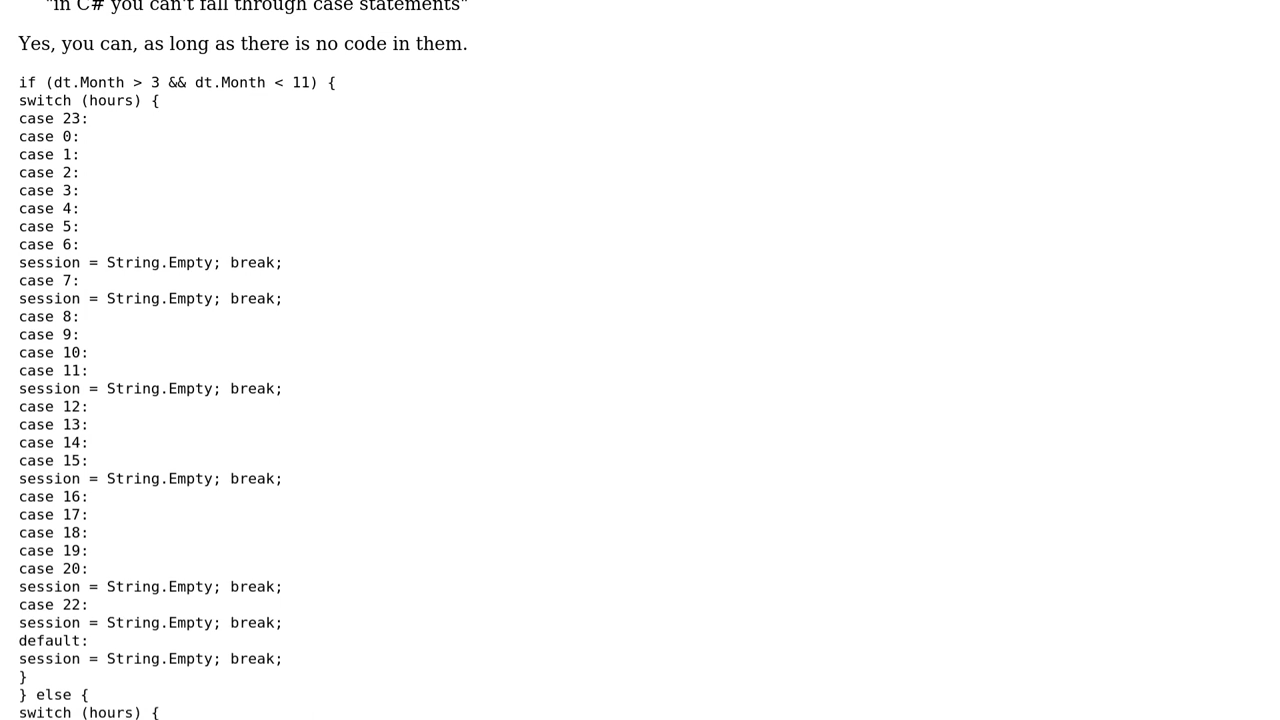 "in C# you can't fall through case statements"
Yes, you can, as long as there is no code in them.
if (dt.Month > 3 && dt.Month < 11) {
switch (hours) {
case 23:
case 0:
case 1:
case 2:
case 3:
case 4:
case 5:
case 6:
session = String.Empty; break;
case 7:
session = String.Empty; break;
case 8:
case 9:
case 10:
case 11:
session = String.Empty; break;
case 12:
case 13:
case 14:
case 15:
session = String.Empty; break;
case 16:
case 17:
case 18:
case 19:
case 20:
session = String.Empty; break;
case 22:
session = String.Empty; break;
default:
session = String.Empty; break;
}
} else {
switch (hours) {